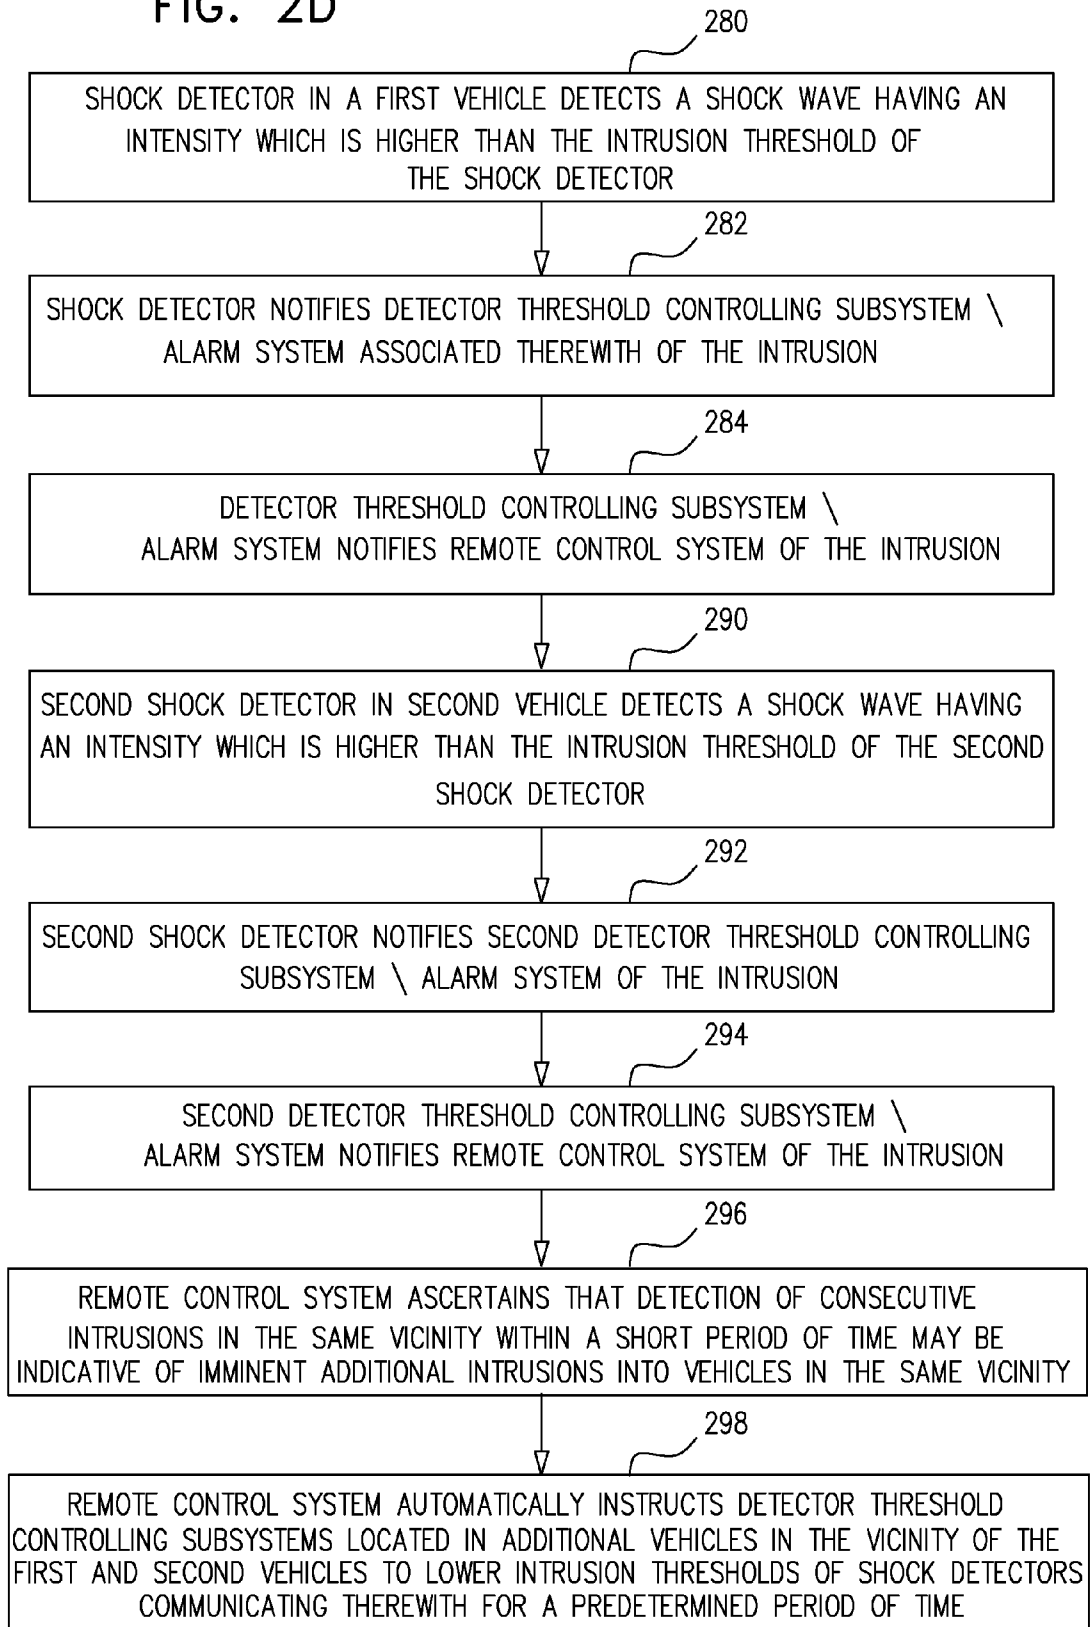 FIG. 2D
280
SHOCK DETECTOR IN A FIRST VEHICLE DETECTS A SHOCK WAVE HAVING AN
INTENSITY WHICH IS HIGHER THAN THE INTRUSION THRESHOLD OF
THE SHOCK DETECTOR
282
SHOCK DETECTOR NOTIFIES DETECTOR THRESHOLD CONTROLLING SUBSYSTEM \
ALARM SYSTEM ASSOCIATED THEREWITH OF THE INTRUSION
284
DETECTOR THRESHOLD CONTROLLING SUBSYSTEM \
ALARM SYSTEM NOTIFIES REMOTE CONTROL SYSTEM OF THE INTRUSION
290
SECOND SHOCK DETECTOR IN SECOND VEHICLE DETECTS A SHOCK WAVE HAVING
AN INTENSITY WHICH IS HIGHER THAN THE INTRUSION THRESHOLD OF THE SECOND
SHOCK DETECTOR
292
SECOND SHOCK DETECTOR NOTIFIES SECOND DETECTOR THRESHOLD CONTROLLING
SUBSYSTEM \ ALARM SYSTEM OF THE INTRUSION
294
SECOND DETECTOR THRESHOLD CONTROLLING SUBSYSTEM \
ALARM SYSTEM NOTIFIES REMOTE CONTROL SYSTEM OF THE INTRUSION
296
REMOTE CONTROL SYSTEM ASCERTAINS THAT DETECTION OF CONSECUTIVE
INTRUSIONS IN THE SAME VICINITY WITHIN A SHORT PERIOD OF TIME MAY BE
INDICATIVE OF IMMINENT ADDITIONAL INTRUSIONS INTO VEHICLES IN THE SAME VICINITY
298
REMOTE CONTROL SYSTEM AUTOMATICALLY INSTRUCTS DETECTOR THRESHOLD
CONTROLLING SUBSYSTEMS LOCATED IN ADDITIONAL VEHICLES IN THE VICINITY OF THE
FIRST AND SECOND VEHICLES TO LOWER INTRUSION THRESHOLDS OF SHOCK DETECTORS
COMMUNICATING THEREWITH FOR A PREDETERMINED PERIOD OF TIME